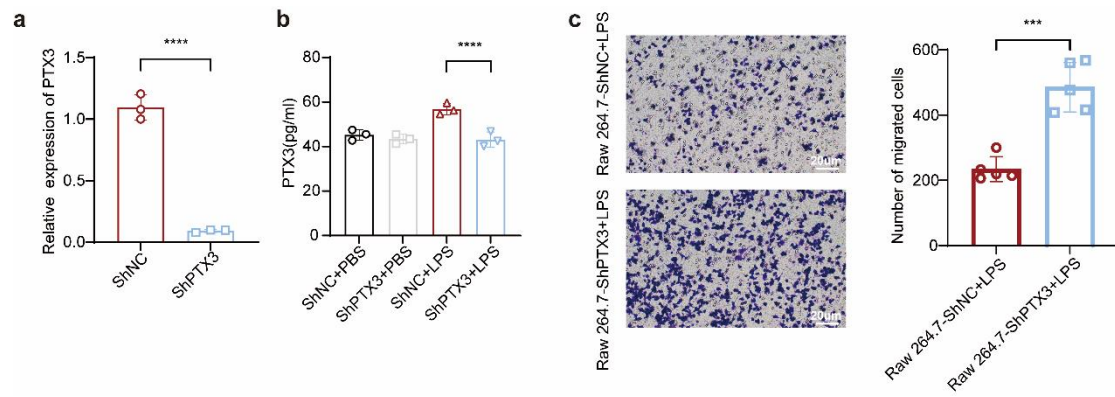 a
Relative expression of PTX3
1.5
1.0
0.5
0.0
****
ShNC
ShPTX3
b
PTX3(pg/ml)
80
60
40
20
0
****
ShNC+PBS
ShPTX3+PBS
ShNC+LPS
ShPTX3+LPS
c
Raw 264.7-ShNC+LPS
20um
Raw 264.7-ShPTX3+LPS
20um
Number of migrated cells
600
400
200
0
***
Raw 264.7-ShNC+LPS
Raw 264.7-ShPTX3+LPS